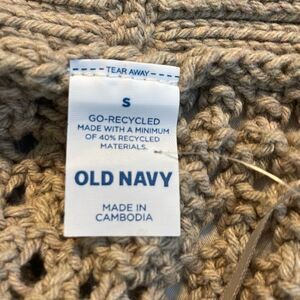 TEAR AWAY
S
GO-RECYCLED
MADE WITH A MINIMUM
OF 40% RECYCLED
MATERIALS.
OLD NAVY
MADE IN
CAMBODIA